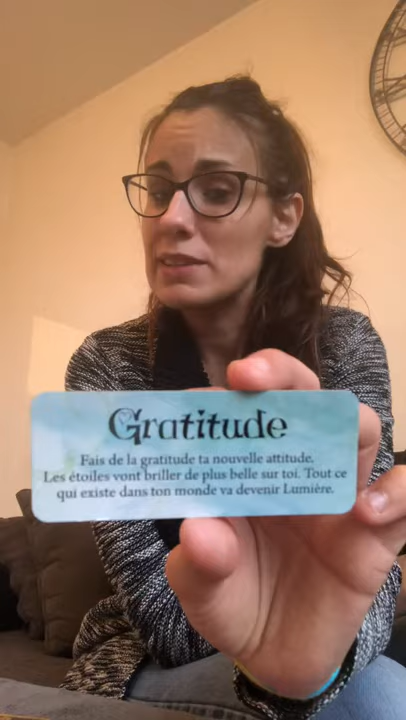 Gratitude
Fais de la gratitude ta nouvelle attitude.
Les étoiles vont briller de plus belle sur toi. Tout ce
qui existe dans ton monde va devenir Lumière.